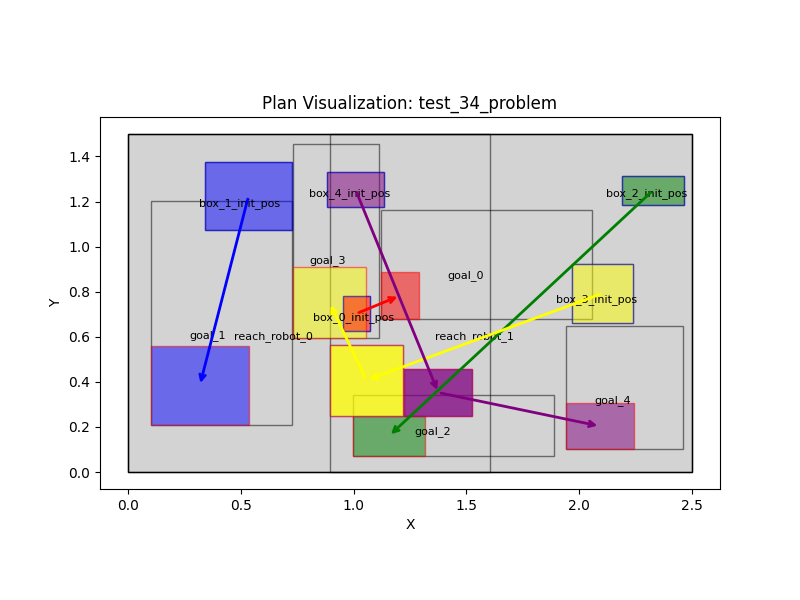 Plan Visualization: test_34_problem
1.4
1.2
1.0
0.8
0.6
0.4
0.2
0.0
Y
box_1_init_pos
box_4_init_pos
box_2_init_pos
goal_3
goal_0
box_3_init_pos
box_0_init_pos
goal_1
reach_robot_0
reach_robot_1
goal_4
goal_2
0.0
0.5
1.0
1.5
2.0
2.5
X